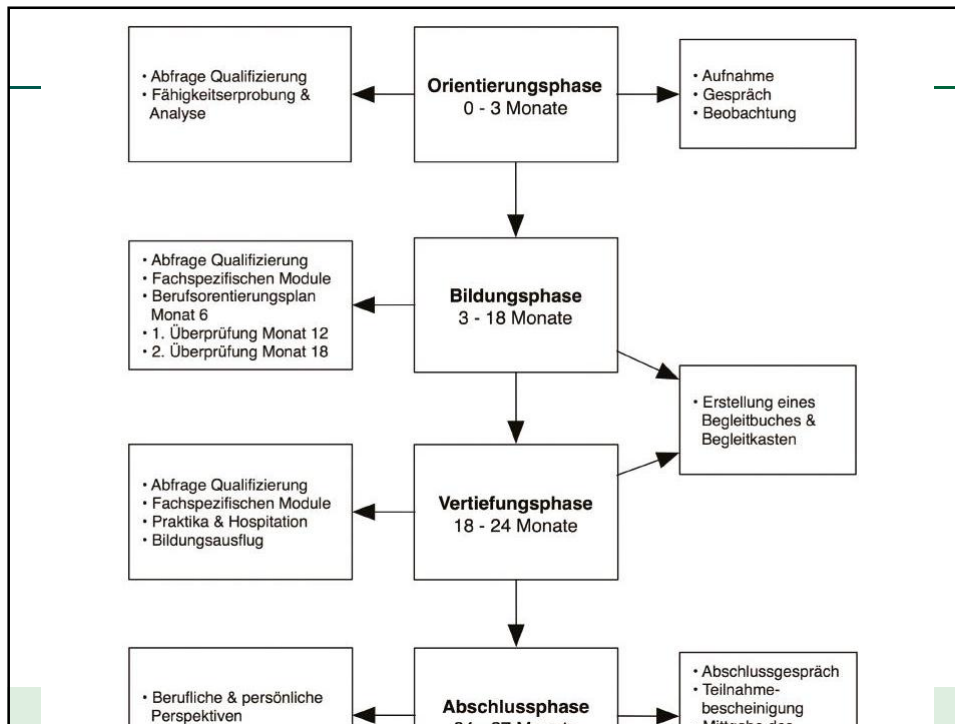 • Abfrage Qualifizierung
• Fähigkeitserprobung &
Analyse
Orientierungsphase
0 - 3 Monate
• Aufnahme
• Gespräch
• Beobachtung
• Abfrage Qualifizierung
• Fachspezifischen Module
• Berufsorentierungsplan
Monat 6
• 1. Überprüfung Monat 12
• 2. Überprüfung Monat 18
Bildungsphase
3 - 18 Monate
• Erstellung eines
Begleitbuches &
Begleitkasten
• Abfrage Qualifizierung
• Fachspezifischen Module
• Praktika & Hospitation
• Bildungsausflug
Vertiefungsphase
18 - 24 Monate
• Berufliche & persönliche
Perspektiven
Abschlussphase
• Abschlussgespräch
• Teilnahme-
bescheinigung